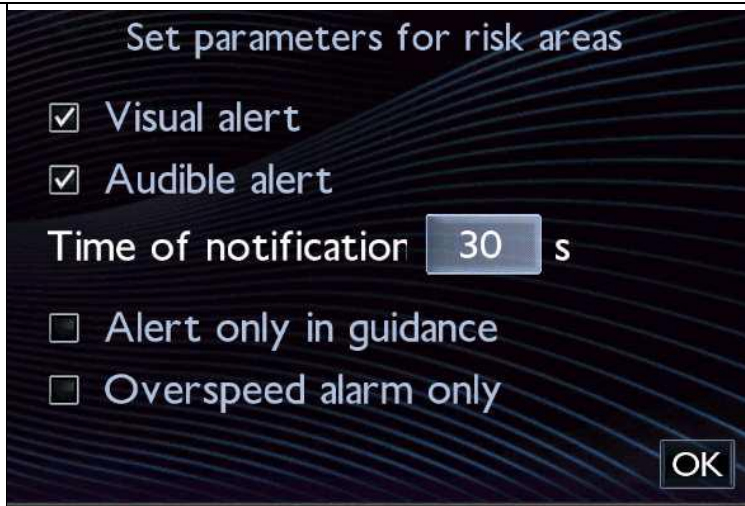 Set parameters for risk areas
Visual alert
Audible alert
Time of notification 30 s
Alert only in guidance
Overspeed alarm only
OK